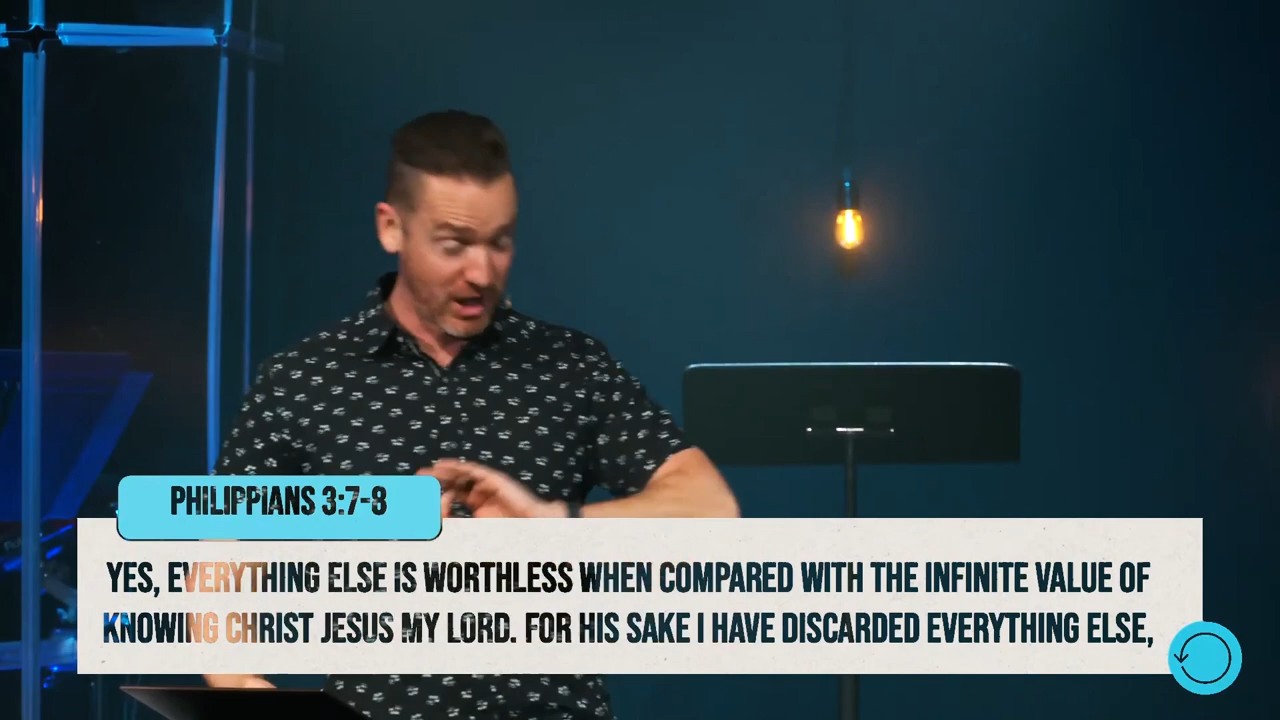 PHILIPPIANS 3:7-8
YES, EVERYTHING ELSE IS WORTHLESS WHEN COMPARED WITH THE INFINITE VALUE OF
KNOWING CHRIST JESUS MY LORD. FOR HIS SAKE I HAVE DISCARDED EVERYTHING ELSE,